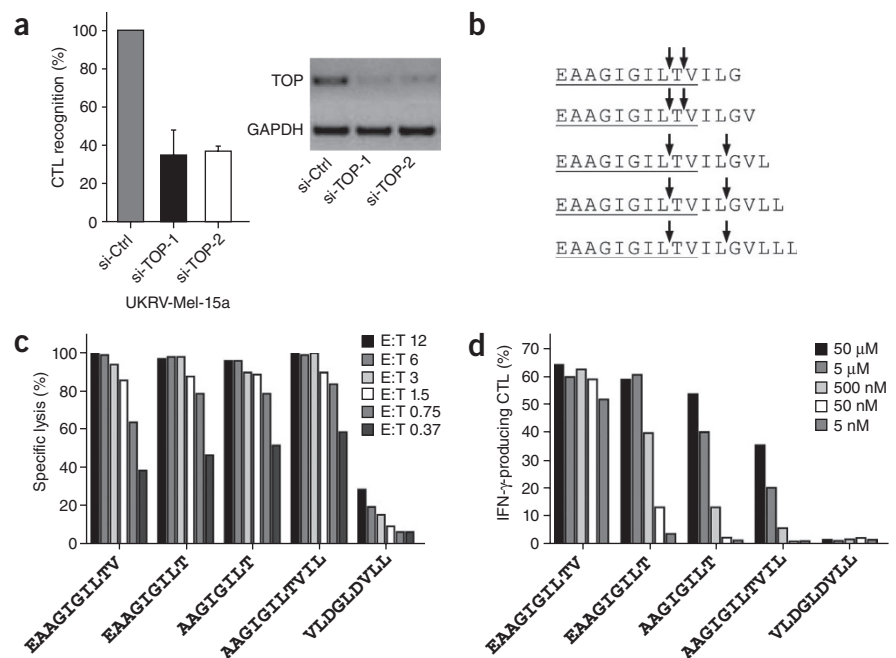 a
CTL recognition (%)
100
80
60
40
20
0
si-Ctrl
si-TOP-1
si-TOP-2
UKRV-Mel-15a
TOP
GAPDH
si-Ctrl
si-TOP-1
si-TOP-2
b
EAAGIGILTVILG
EAAGIGILTVILGV
EAAGIGILTVILGVL
EAAGIGILTVILGVLL
EAAGIGILTVILGVLLL
c
Specific lysis (%)
100
80
60
40
20
0
E:T 12
E:T 6
E:T 3
E:T 1.5
E:T 0.75
E:T 0.37
EAAGIGILTV
EAAGIGILT
AAGIGILT
AAGIGILTVIL
VLDGLDVLL
d
IFN-γ-producing CTL (%)
70
60
50
40
30
20
10
0
50 μM
5 μM
500 nM
50 nM
5 nM
EAAGIGILTV
EAAGIGILT
AAGIGILT
AAGIGILTVIL
VLDGLDVLL